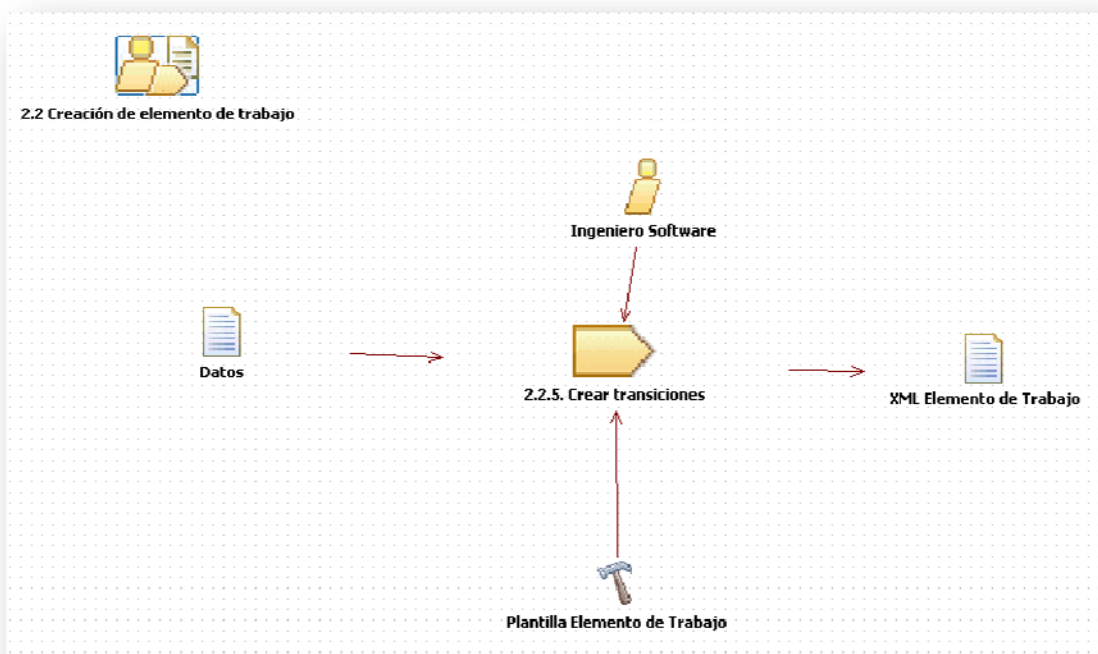 2.2 Creación de elemento de trabajo
Ingeniero Software
Datos
2.2.5. Crear transiciones
XML Elemento de Trabajo
Plantilla Elemento de Trabajo